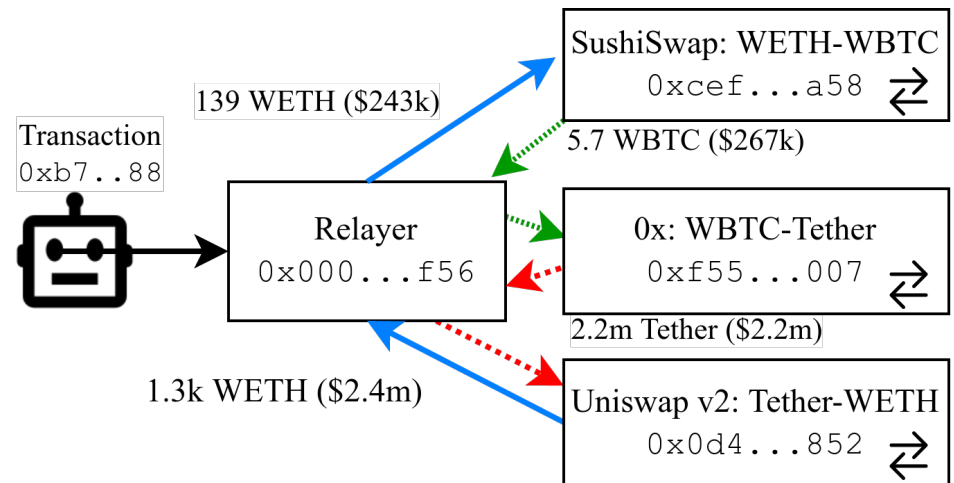 SushiSwap: WETH-WBTC
0xcef...a58
139 WETH ($243k)
5.7 WBTC ($267k)
Transaction
0xb7..88
Relayer
0x000...f56
0x: WBTC-Tether
0xf55...007
2.2m Tether ($2.2m)
1.3k WETH ($2.4m)
Uniswap v2: Tether-WETH
0x0d4...852